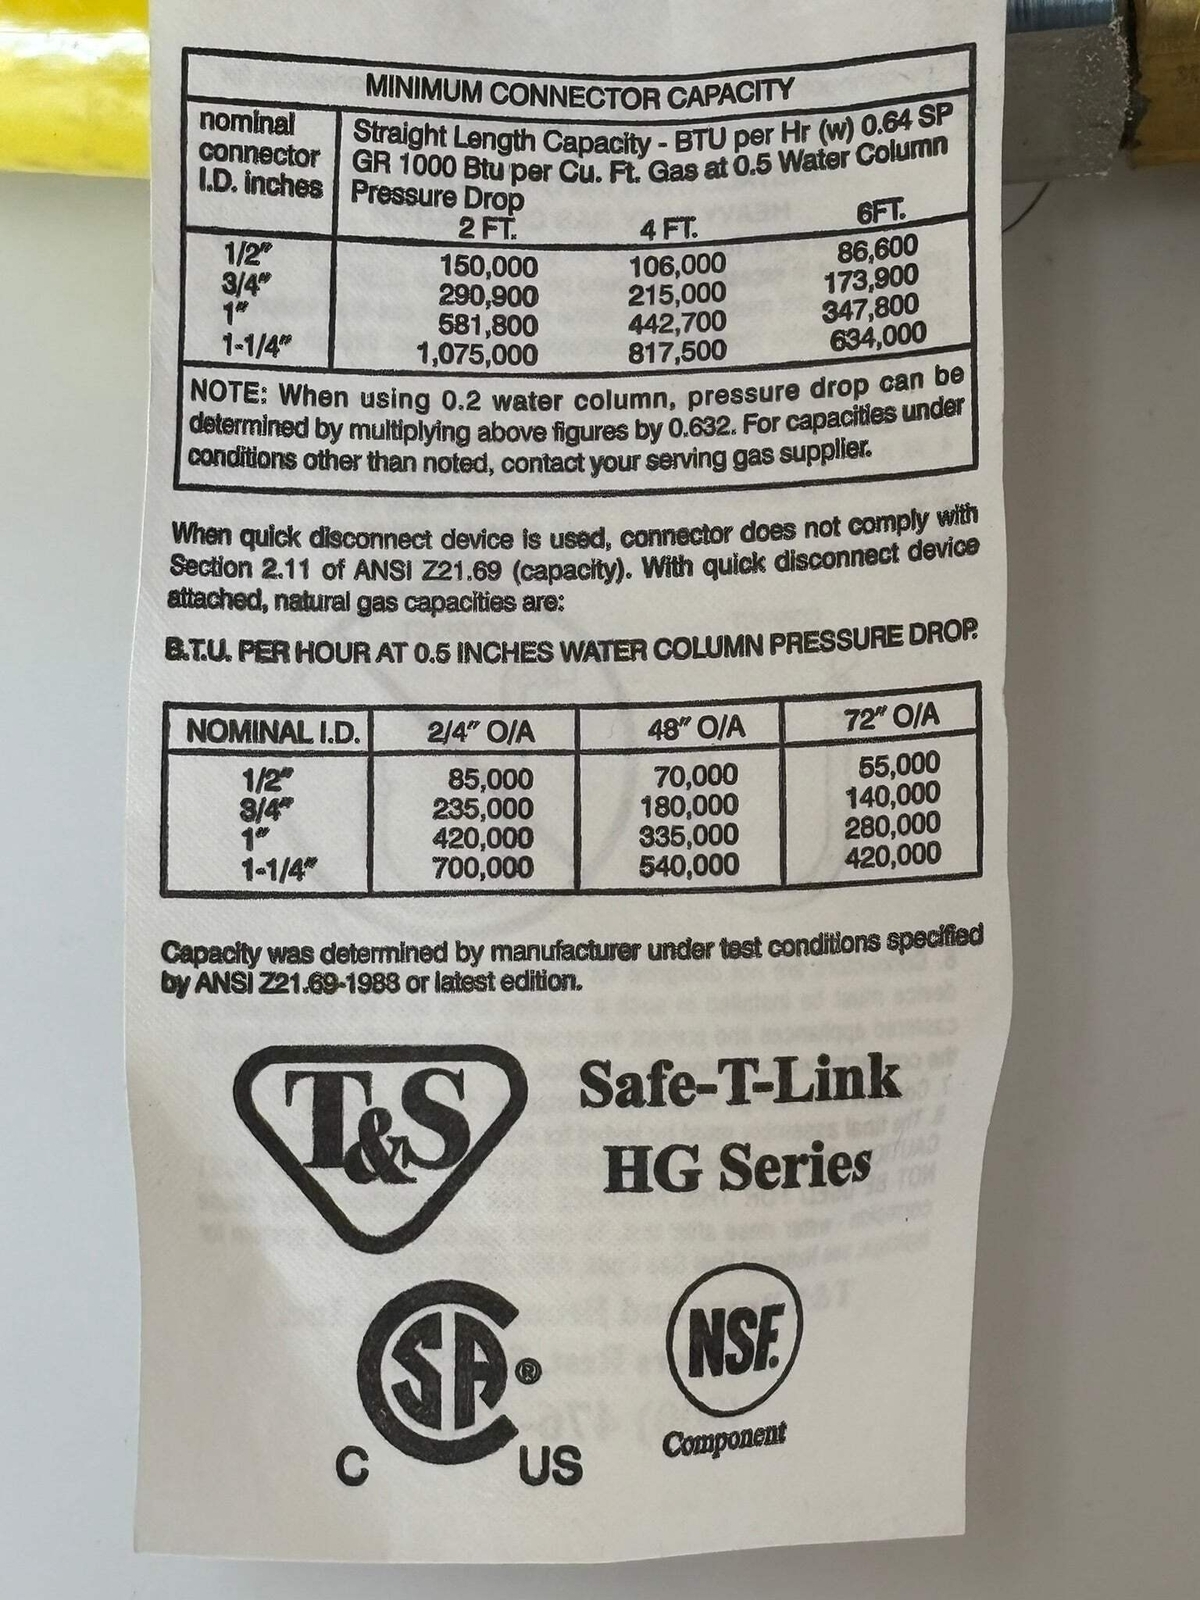 MINIMUM CONNECTOR CAPACITY
nominal
connector
I.D. inches
Straight Length Capacity - BTU per Hr (w) 0.64 SP
GR 1000 Btu per Cu. Ft. Gas at 0.5 Water Column
Pressure Drop
2 FT. 4 FT. 6FT.
1/2" 150,000 106,000 86,600
3/4" 290,900 215,000 173,900
1" 581,800 442,700 347,800
1-1/4" 1,075,000 817,500 634,000
NOTE: When using 0.2 water column, pressure drop can be
determined by multiplying above figures by 0.632. For capacities under
conditions other than noted, contact your serving gas supplier.
When quick disconnect device is used, connector does not comply with
Section 2.11 of ANSI Z21.69 (capacity). With quick disconnect device
attached, natural gas capacities are:
B.T.U. PER HOUR AT 0.5 INCHES WATER COLUMN PRESSURE DROP.
NOMINAL I.D. 2/4" O/A 48" O/A 72" O/A
1/2" 85,000 70,000 55,000
3/4" 235,000 180,000 140,000
1" 420,000 335,000 280,000
1-1/4" 700,000 540,000 420,000
Capacity was determined by manufacturer under test conditions specified
by ANSI Z21.69-1988 or latest edition.
T&S
Safe-T-Link
HG Series
SA®
C US
NSF.
Component